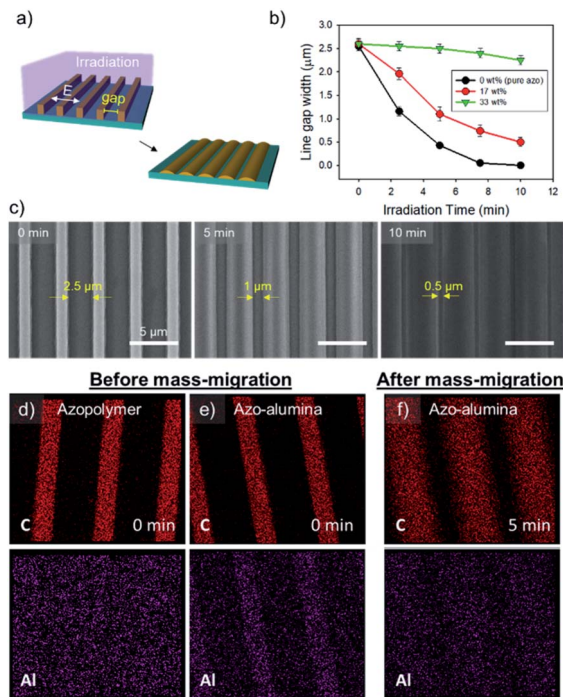 a)
Irradiation
E
gap
b)
Line gap width (μm)
3.0
2.5
2.0
1.5
1.0
0.5
0.0
0 wt% (pure azo)
17 wt%
33 wt%
0 2 4 6 8 10 12
Irradiation Time (min)
c)
0 min
2.5 μm
5 μm
5 min
1 μm
10 min
0.5 μm
Before mass-migration
After mass-migration
d) Azopolymer
C 0 min
e) Azo-alumina
C 0 min
f) Azo-alumina
C 5 min
Al
Al
Al